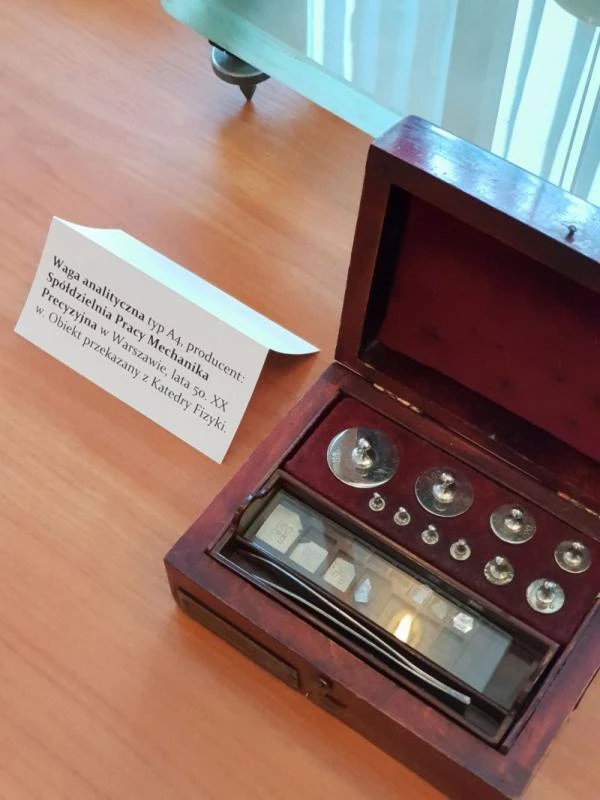 Waga analityczna typ A4, producent:
Spółdzielnia Pracy Mechanika
Precyzyjna w Warszawie, lata 50. XX
w. Obiekt przekazany z Katedry Fizyki.